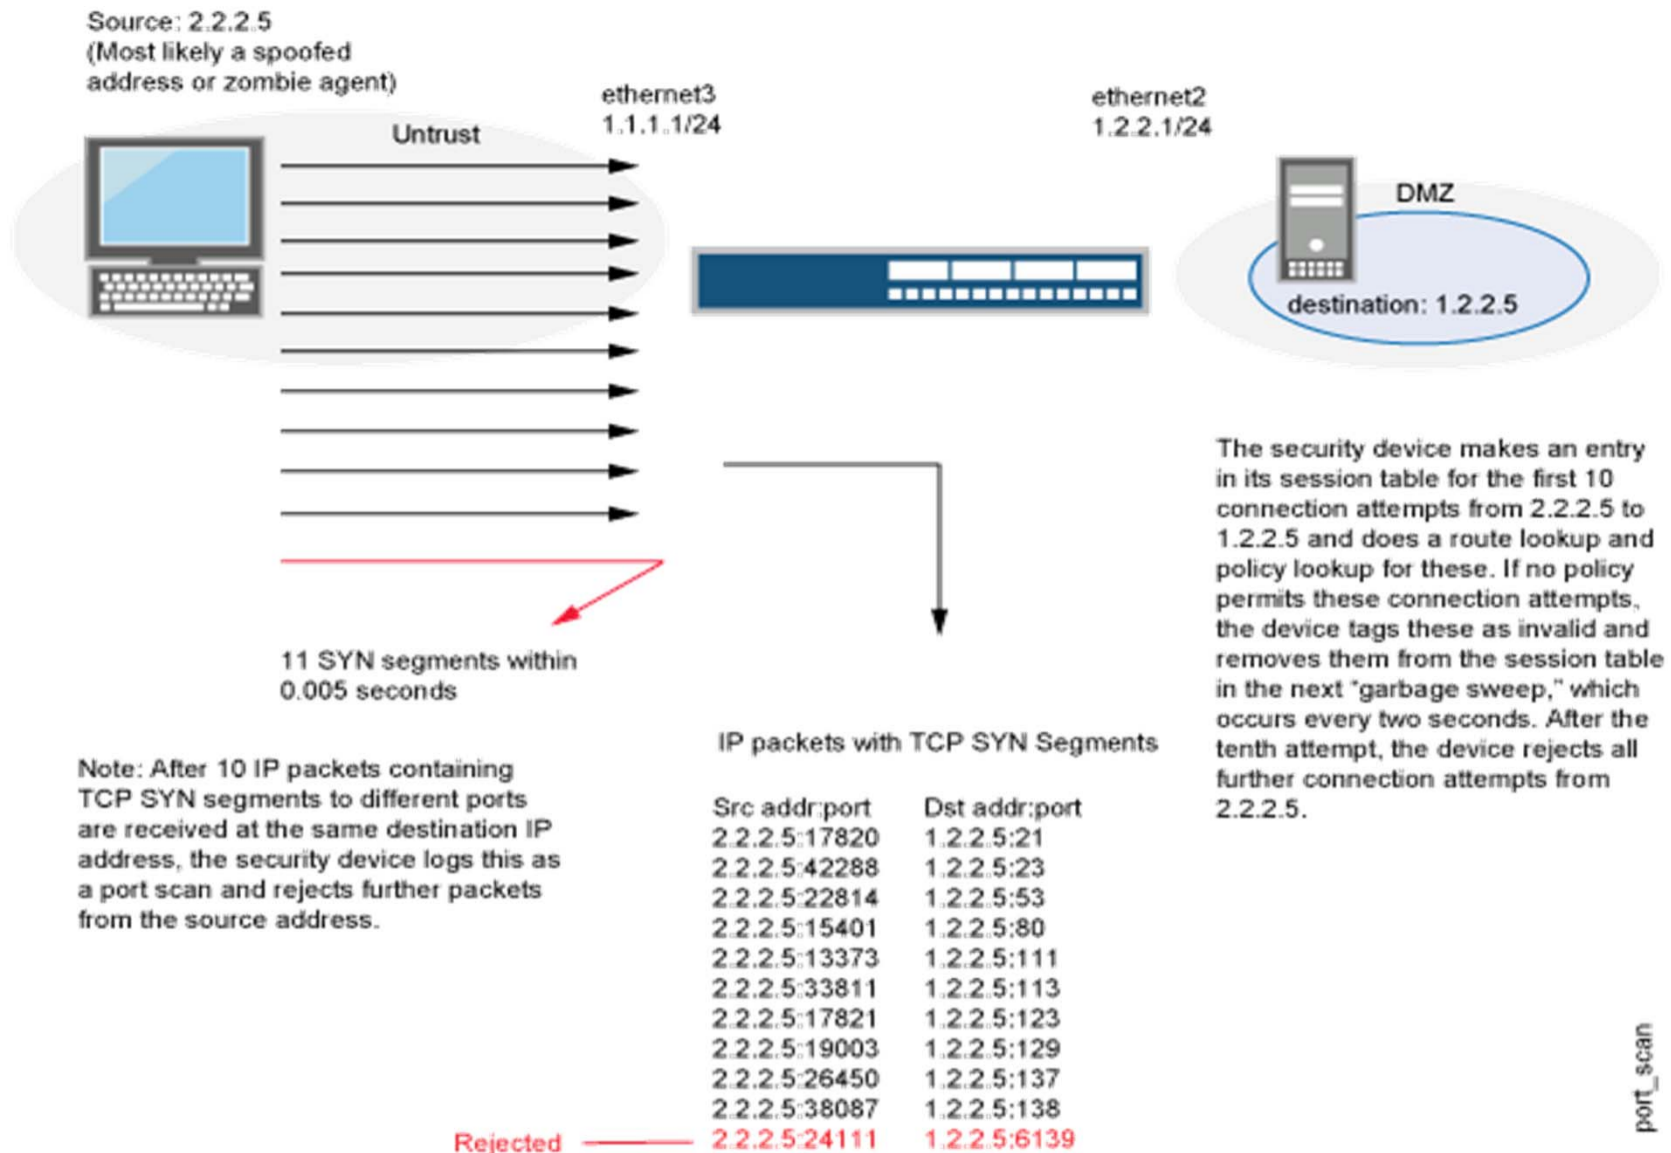 Source: 2.2.2.5
(Most likely a spoofed
address or zombie agent)
Untrust
ethernet3
1.1.1.1/24
ethernet2
1.2.2.1/24
DMZ
destination: 1.2.2.5
11 SYN segments within
0.005 seconds
Note: After 10 IP packets containing
TCP SYN segments to different ports
are received at the same destination IP
address, the security device logs this as
a port scan and rejects further packets
from the source address.
IP packets with TCP SYN Segments
Src addr:port Dst addr:port
2.2.2.5:17820 1.2.2.5:21
2.2.2.5:42288 1.2.2.5:23
2.2.2.5:22814 1.2.2.5:53
2.2.2.5:15401 1.2.2.5:80
2.2.2.5:13373 1.2.2.5:111
2.2.2.5:33811 1.2.2.5:113
2.2.2.5:17821 1.2.2.5:123
2.2.2.5:19003 1.2.2.5:129
2.2.2.5:26450 1.2.2.5:137
2.2.2.5:38087 1.2.2.5:138
Rejected 2.2.2.5:24111 1.2.2.5:6139
The security device makes an entry
in its session table for the first 10
connection attempts from 2.2.2.5 to
1.2.2.5 and does a route lookup and
policy lookup for these. If no policy
permits these connection attempts,
the device tags these as invalid and
removes them from the session table
in the next "garbage sweep," which
occurs every two seconds. After the
tenth attempt, the device rejects all
further connection attempts from
2.2.2.5.
port_scan